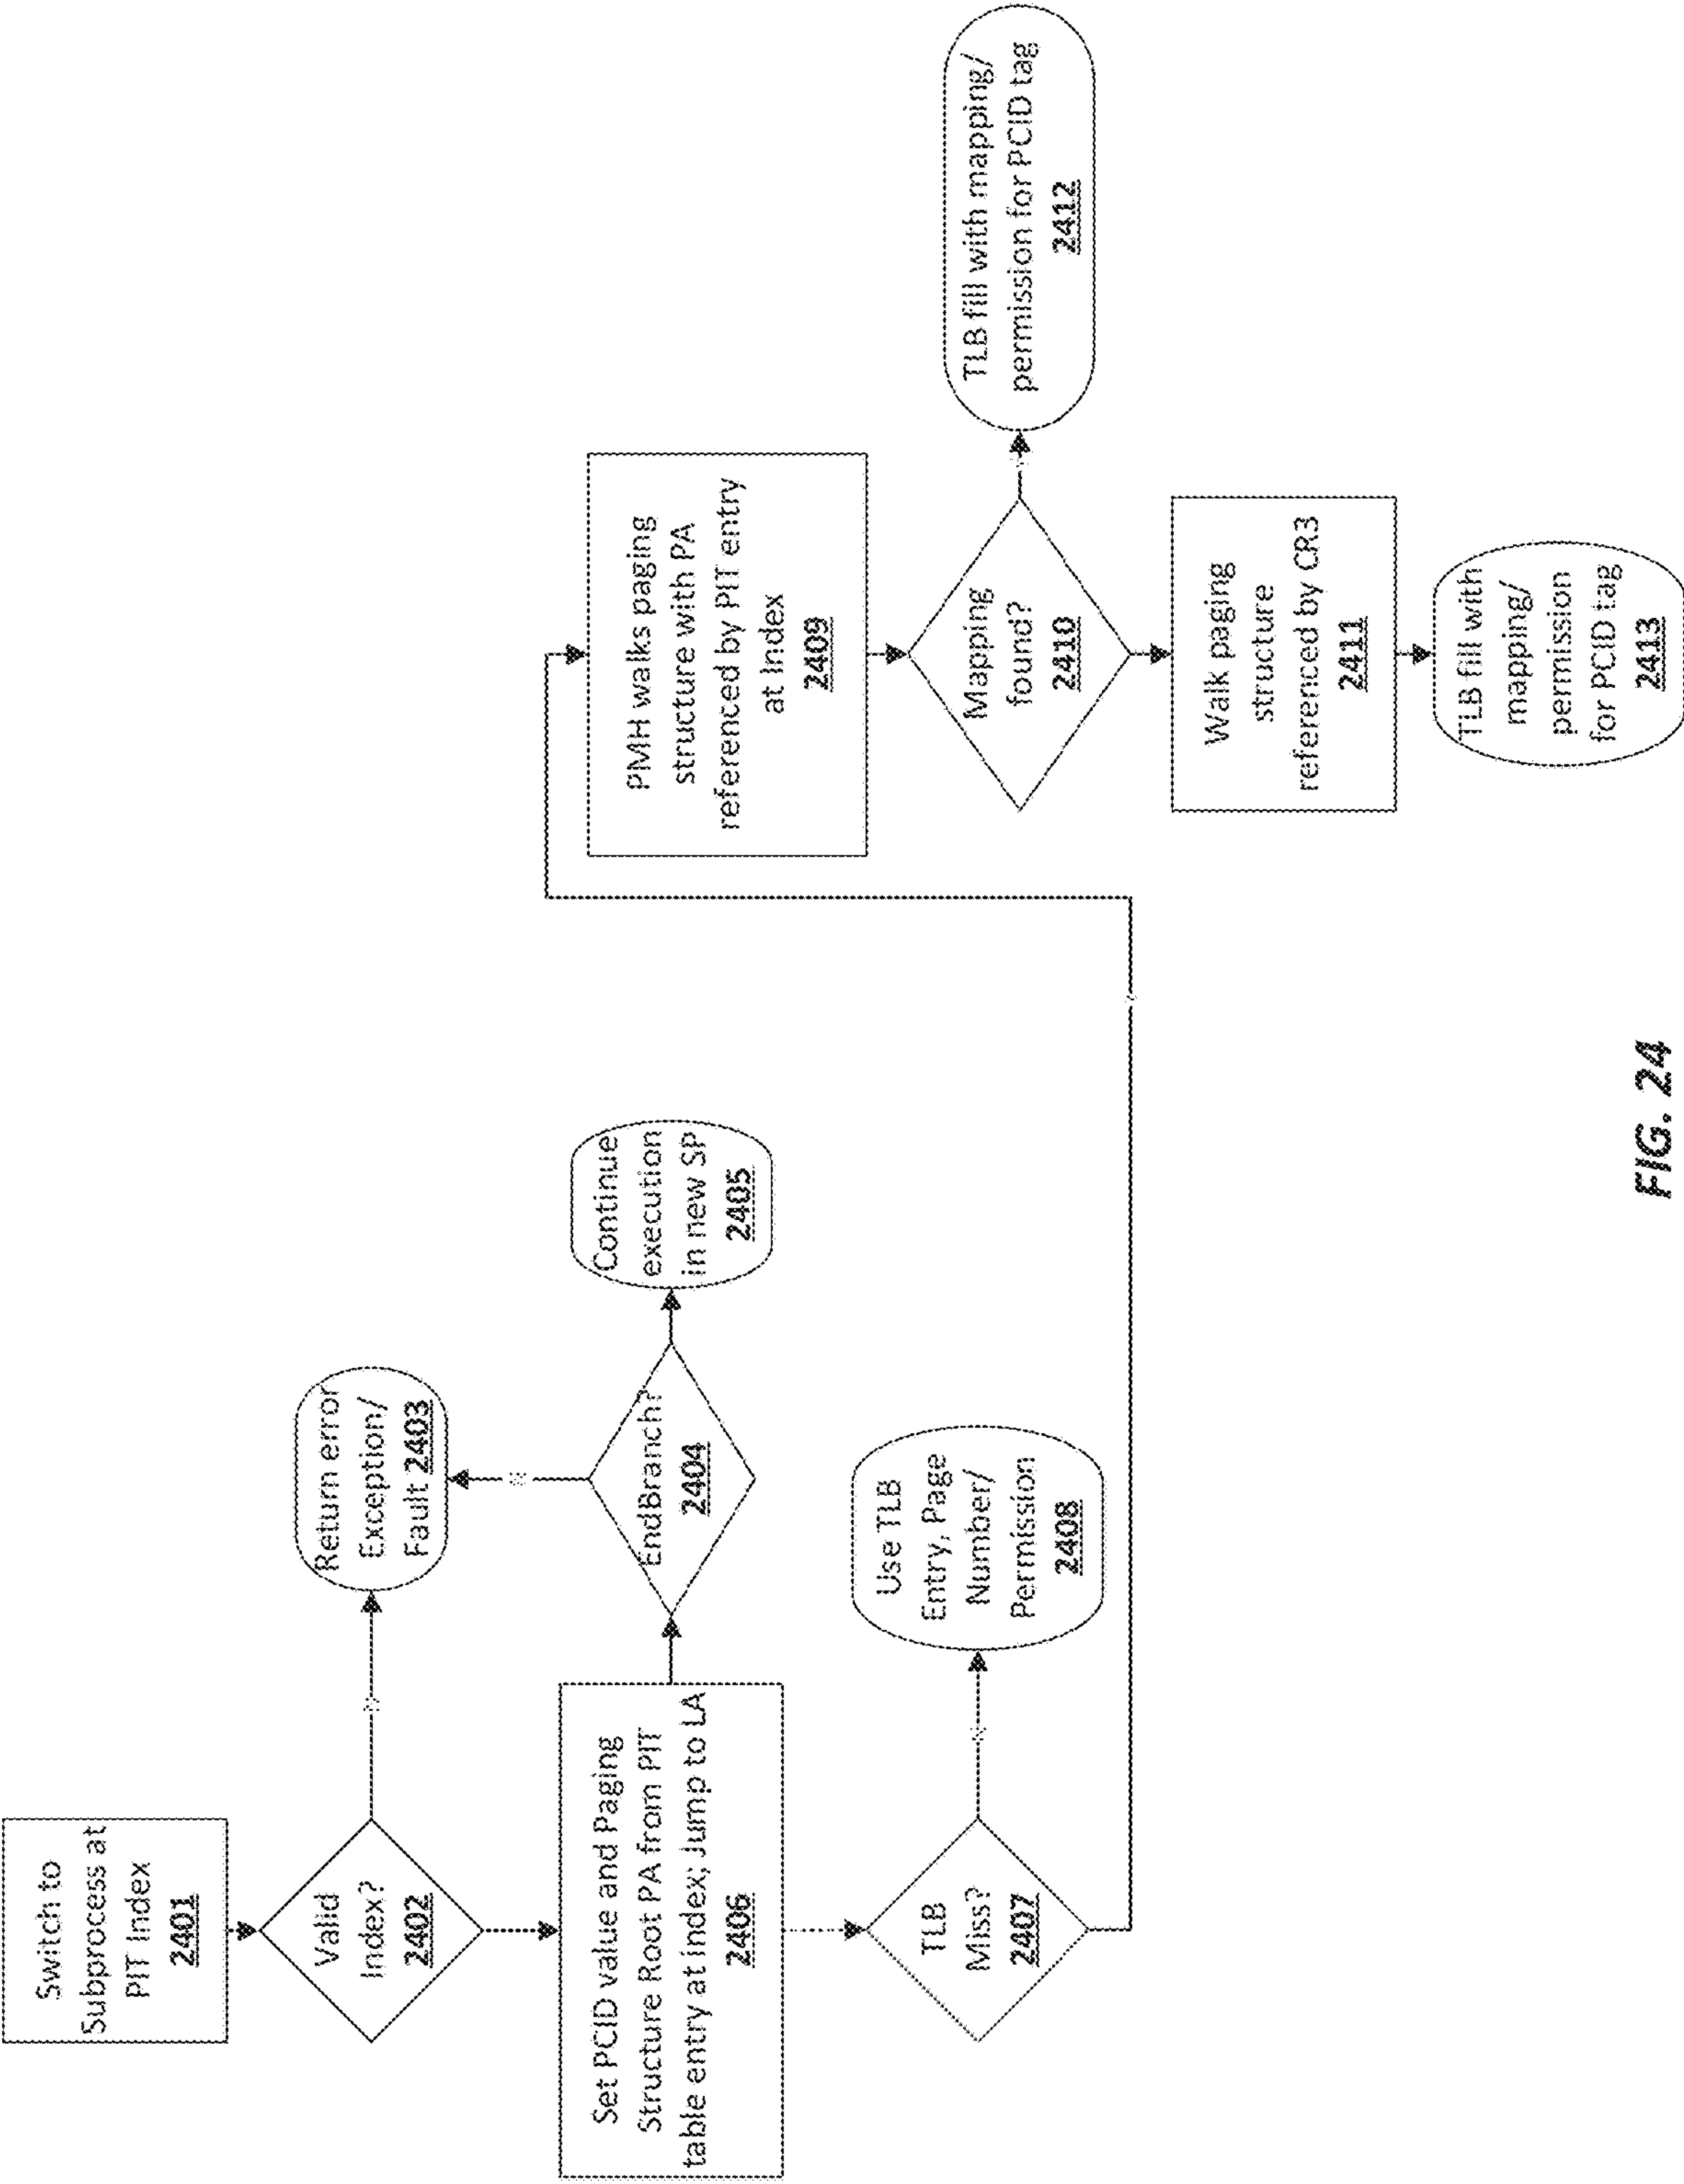 Switch to
Subprocess at
PIT Index
2401
Valid
Index?
2402
Return error
Exception/
Fault 2403
Set PCID value and Paging
Structure Root PA from PIT
table entry at index; Jump to LA
2406
EndBranch?
2404
N
Continue
execution
in new SP
2405
TLB
Miss?
2407
Use TLB
Entry, Page
Number/
Permission
2408
PMH walks paging
structure with PA
referenced by PIT entry
at Index
2409
Mapping
found?
2410
TLB fill with mapping/
permission for PCID tag
2412
Walk paging
structure
referenced by CR3
2411
TLB fill with
mapping/
permission
for PCID tag
2413
FIG. 24